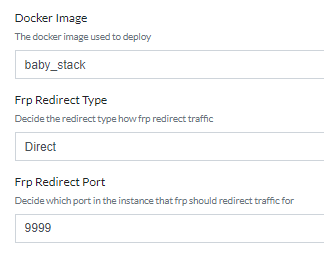 Docker Image
The docker image used to deploy
baby_stack
Frp Redirect Type
Decide the redirect type how frp redirect traffic
Direct
Frp Redirect Port
Decide which port in the instance that frp should redirect traffic for
9999